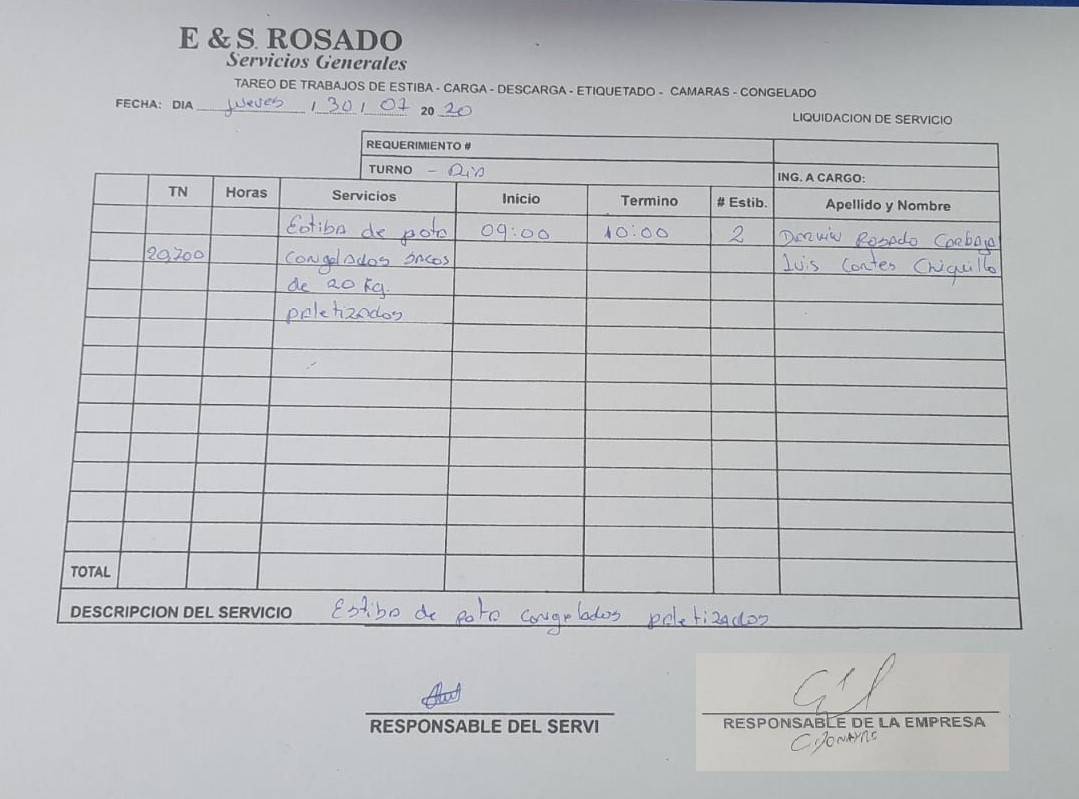 E & S. ROSADO
Servicios Generales
TAREO DE TRABAJOS DE ESTIBA - CARGA - DESCARGA - ETIQUETADO - CAMARAS - CONGELADO
FECHA: DIA jueves / 30 / 07 20 20
LIQUIDACION DE SERVICIO
REQUERIMIENTO #
TURNO - Dia
ING. A CARGO:
TN Horas Servicios Inicio Termino # Estib. Apellido y Nombre
Estiba de pota 09:00 10:00 2 Darwin Rosado Carbajo
20,700 congelados sacos Luis Cortes Chiquillo
de 20 Kg.
paletizados
TOTAL
DESCRIPCION DEL SERVICIO Estiba de pota congelados paletizados
RESPONSABLE DEL SERVI
RESPONSABLE DE LA EMPRESA
C. DONAYRE